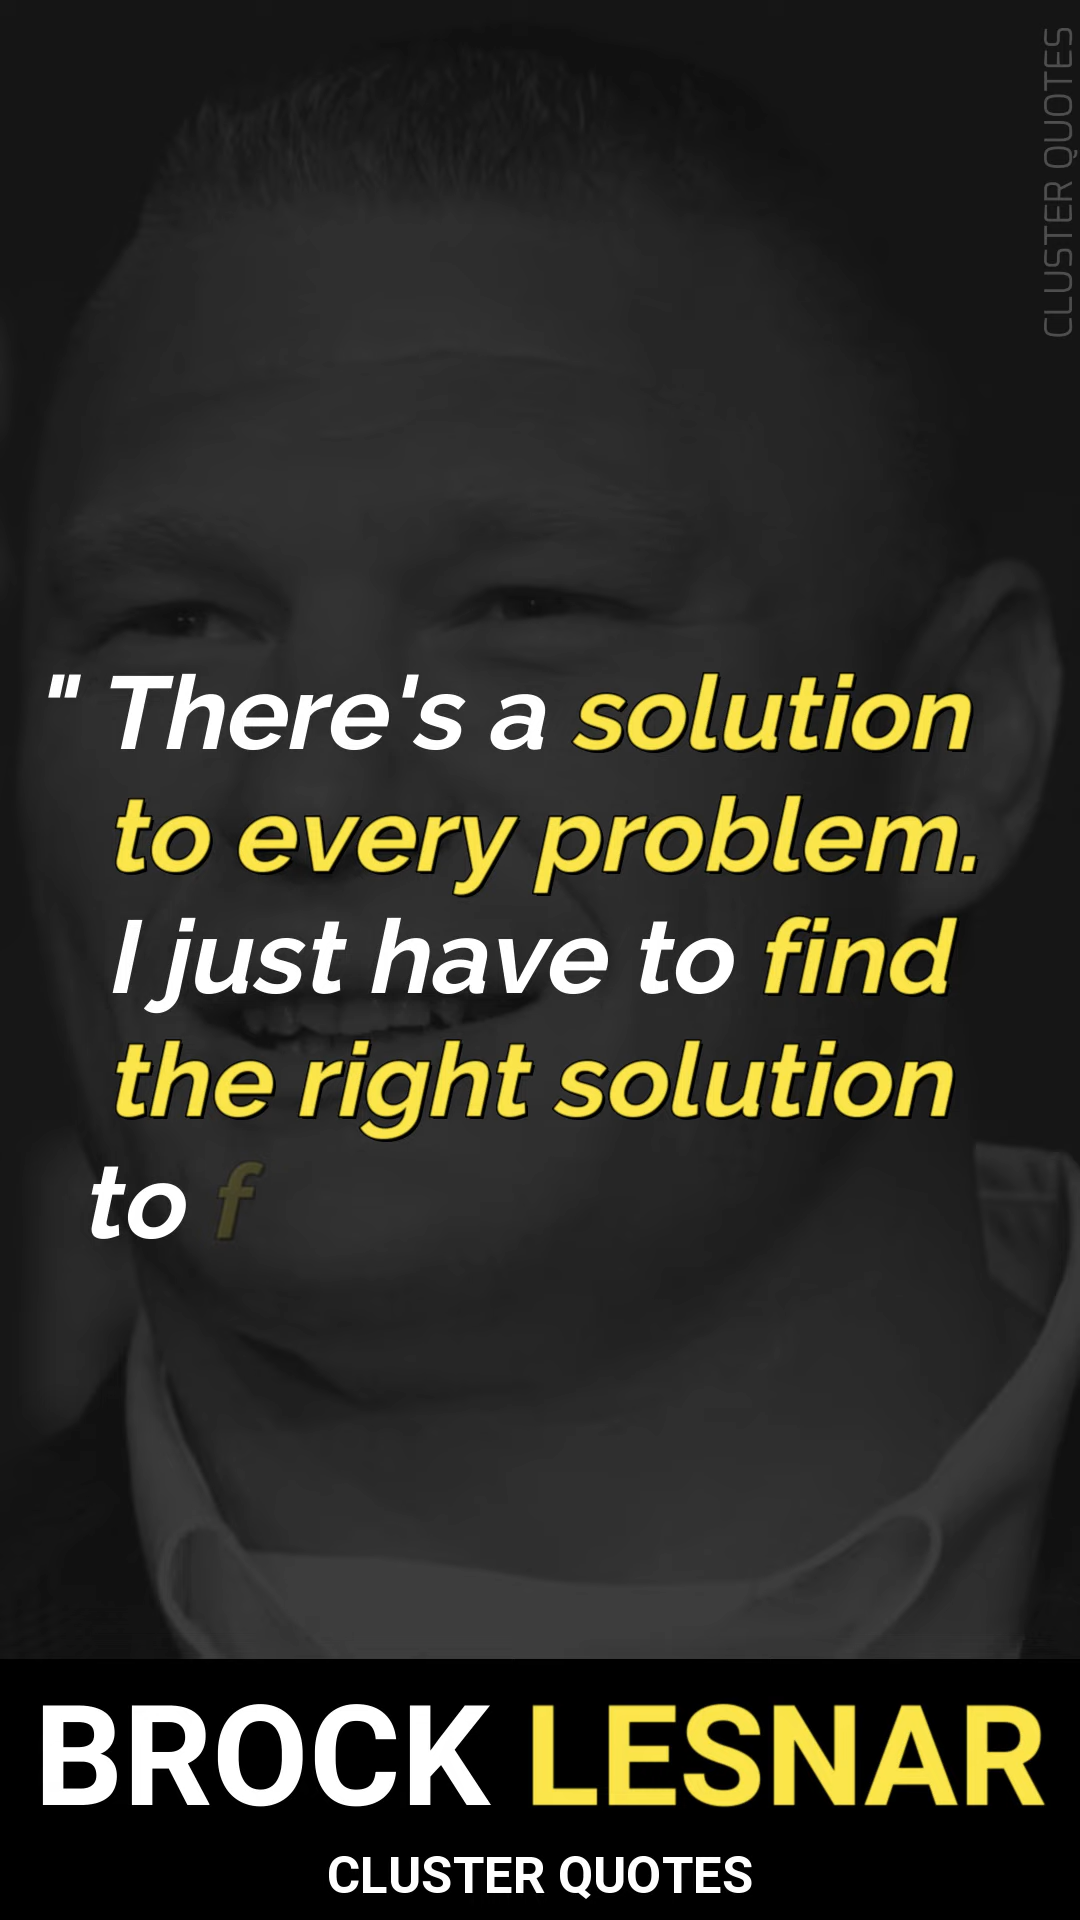 CLUSTER QUOTES
" There's a solution
to every problem.
I just have to find
the right solution
to f
BROCK LESNAR
CLUSTER QUOTES